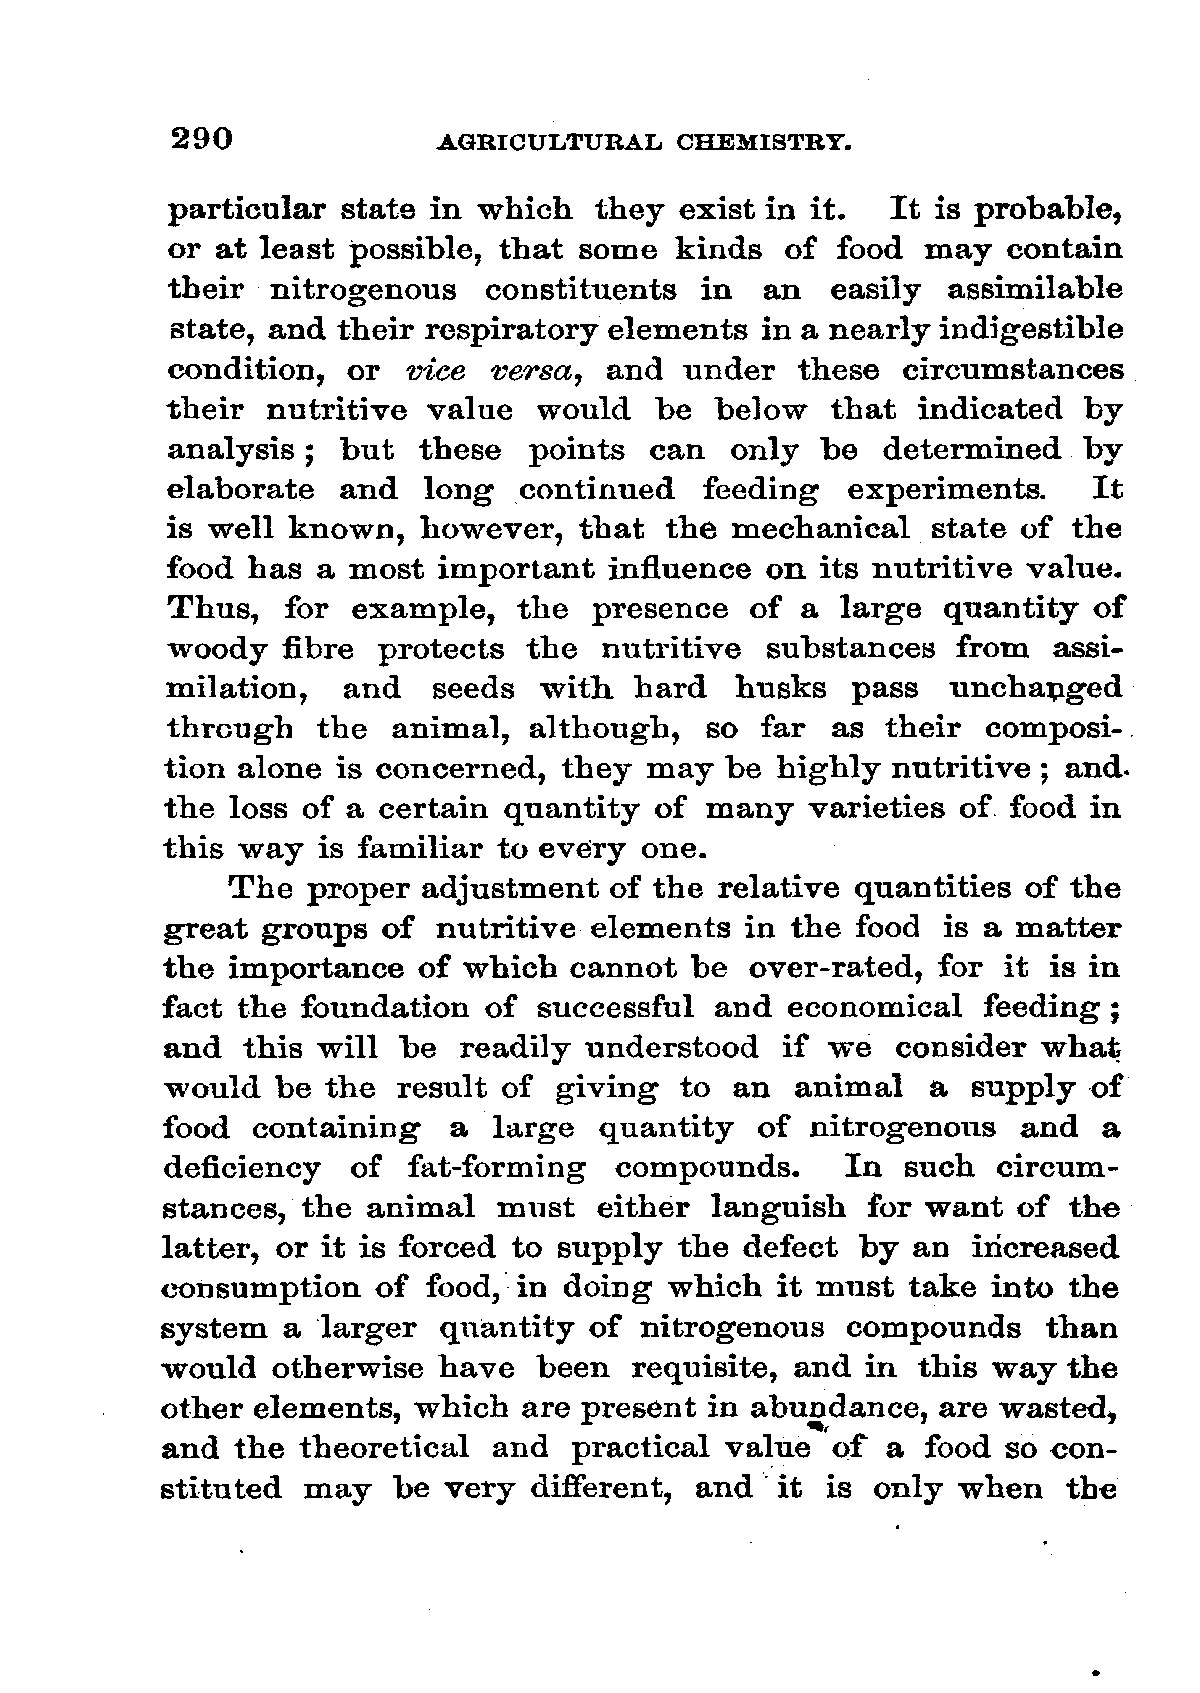 290 AGRICULTURAL CHEMISTRY.
particular state in which they exist in it. It is probable,
or at least possible, that some kinds of food may contain
their nitrogenous constituents in an easily assimilable
state, and their respiratory elements in a nearly indigestible
condition, or vice versa, and under these circumstances
their nutritive value would be below that indicated by
analysis ; but these points can only be determined by
elaborate and long continued feeding experiments. It
is well known, however, that the mechanical state of the
food has a most important influence on its nutritive value.
Thus, for example, the presence of a large quantity of
woody fibre protects the nutritive substances from assi-
milation, and seeds with hard husks pass unchanged
through the animal, although, so far as their composi-
tion alone is concerned, they may be highly nutritive ; and
the loss of a certain quantity of many varieties of food in
this way is familiar to every one.
The proper adjustment of the relative quantities of the
great groups of nutritive elements in the food is a matter
the importance of which cannot be over-rated, for it is in
fact the foundation of successful and economical feeding ;
and this will be readily understood if we consider what
would be the result of giving to an animal a supply of
food containing a large quantity of nitrogenous and a
deficiency of fat-forming compounds. In such circum-
stances, the animal must either languish for want of the
latter, or it is forced to supply the defect by an increased
consumption of food, in doing which it must take into the
system a larger quantity of nitrogenous compounds than
would otherwise have been requisite, and in this way the
other elements, which are present in abundance, are wasted,
and the theoretical and practical value of a food so con-
stituted may be very different, and it is only when the